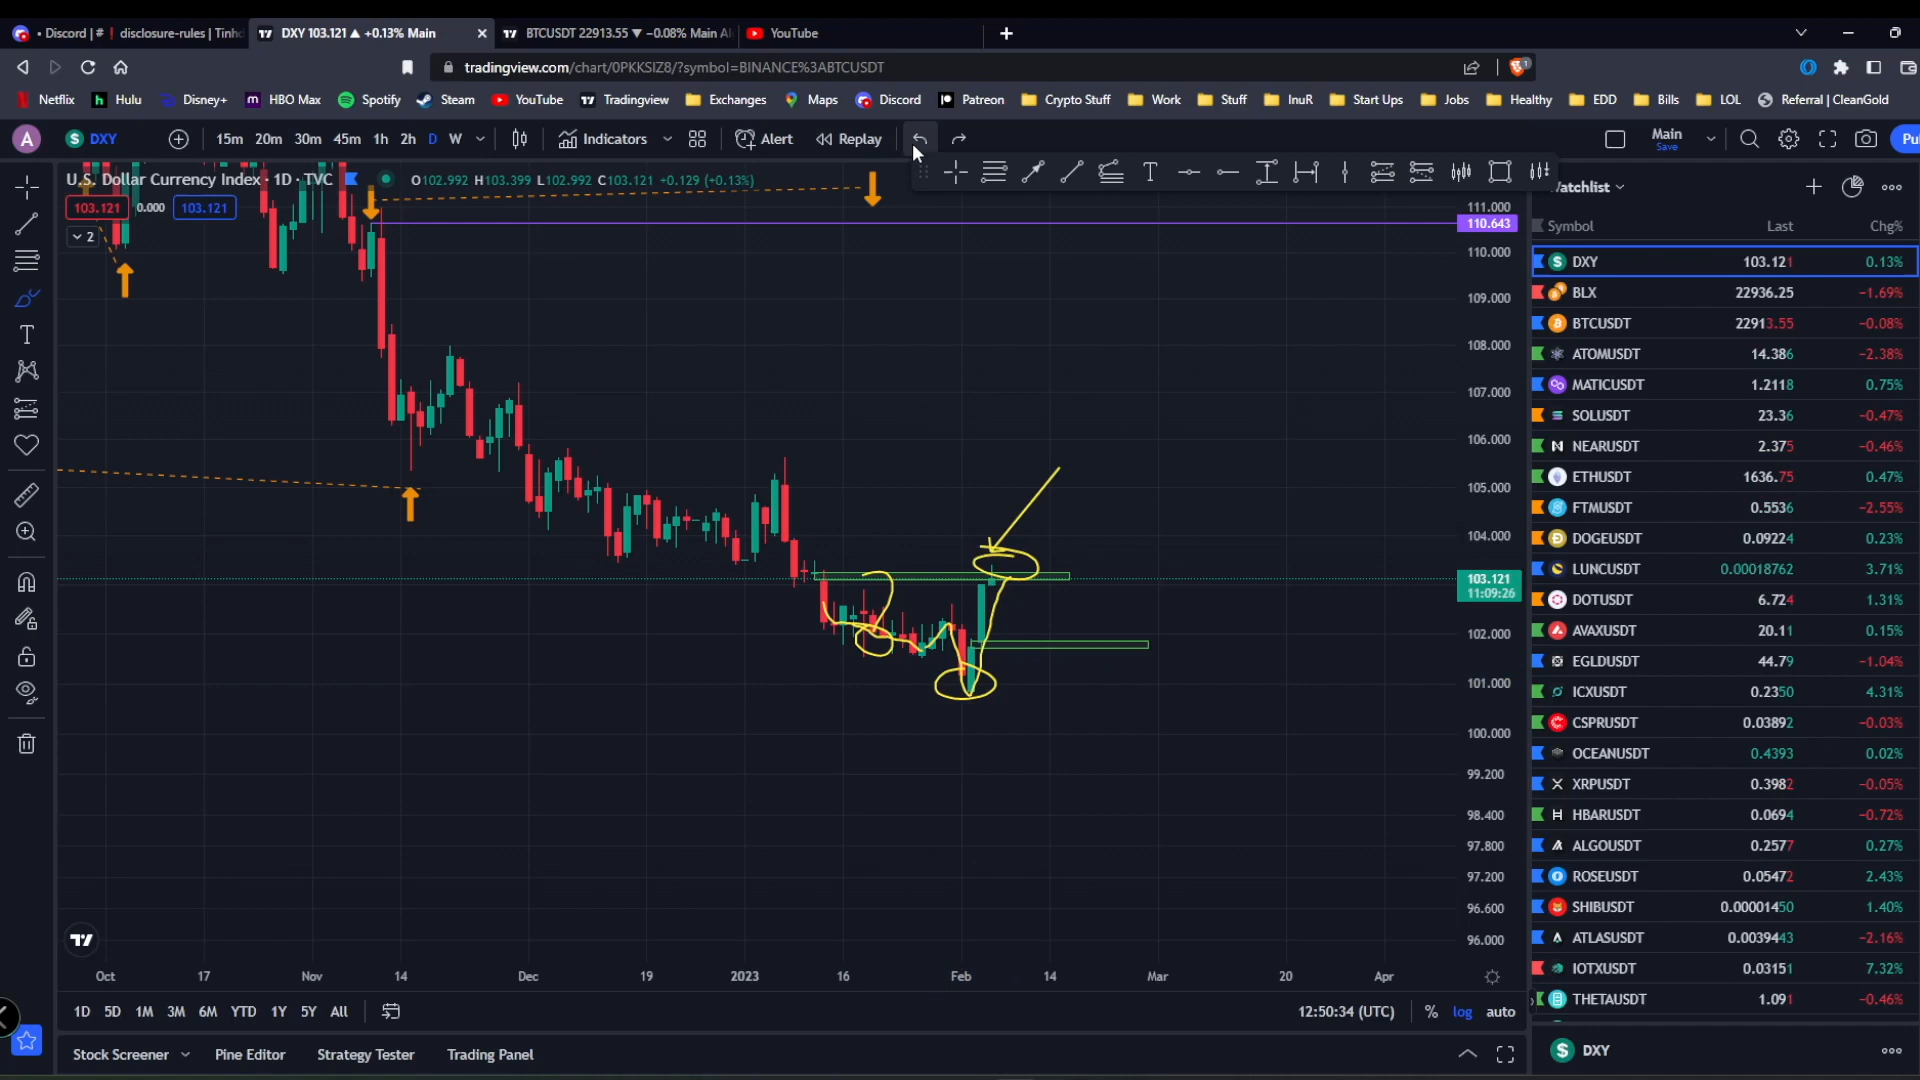 • Discord | # ❗ disclosure-rules | Tinh
DXY 103.121 ▲ +0.13% Main
BTCUSDT 22913.55 ▼ −0.08% Main Al
YouTube
tradingview.com/chart/0PKKSIZ8/?symbol=BINANCE%3ABTCUSDT
Netflix
Hulu
Disney+
HBO Max
Spotify
Steam
YouTube
Tradingview
Exchanges
Maps
Discord
Patreon
Crypto Stuff
Work
Stuff
InuR
Start Ups
Jobs
Healthy
EDD
Bills
LOL
Referral | CleanGold
A
DXY
15m 20m 30m 45m 1h 2h D W
Indicators
Alert
Replay
Main
Save
Pu
U.S. Dollar Currency Index · 1D · TVC
O102.992 H103.399 L102.992 C103.121 +0.129 (+0.13%)
103.121 0.000 103.121
2
111.000
110.643
110.000
109.000
108.000
107.000
106.000
105.000
104.000
103.121
11:09:26
102.000
101.000
100.000
99.200
98.400
97.800
97.200
96.600
96.000
Oct 17 Nov 14 Dec 19 2023 16 Feb 14 Mar 20 Apr
1D 5D 1M 3M 6M YTD 1Y 5Y All
12:50:34 (UTC)
% log auto
Stock Screener
Pine Editor
Strategy Tester
Trading Panel
Watchlist
Symbol Last Chg%
DXY 103.121 0.13%
BLX 22936.25 −1.69%
BTCUSDT 22913.55 −0.08%
ATOMUSDT 14.386 −2.38%
MATICUSDT 1.2118 0.75%
SOLUSDT 23.36 −0.47%
NEARUSDT 2.375 −0.46%
ETHUSDT 1636.75 0.47%
FTMUSDT 0.5536 −2.55%
DOGEUSDT 0.09224 0.23%
LUNCUSDT 0.00018762 3.71%
DOTUSDT 6.724 1.31%
AVAXUSDT 20.11 0.15%
EGLDUSDT 44.79 −1.04%
ICXUSDT 0.2350 4.31%
CSPRUSDT 0.03892 −0.03%
OCEANUSDT 0.4393 0.02%
XRPUSDT 0.3982 −0.05%
HBARUSDT 0.0694 −0.72%
ALGOUSDT 0.2577 0.27%
ROSEUSDT 0.05472 2.43%
SHIBUSDT 0.00001450 1.40%
ATLASUSDT 0.0039443 −2.16%
IOTXUSDT 0.03151 7.32%
THETAUSDT 1.091 −0.46%
DXY